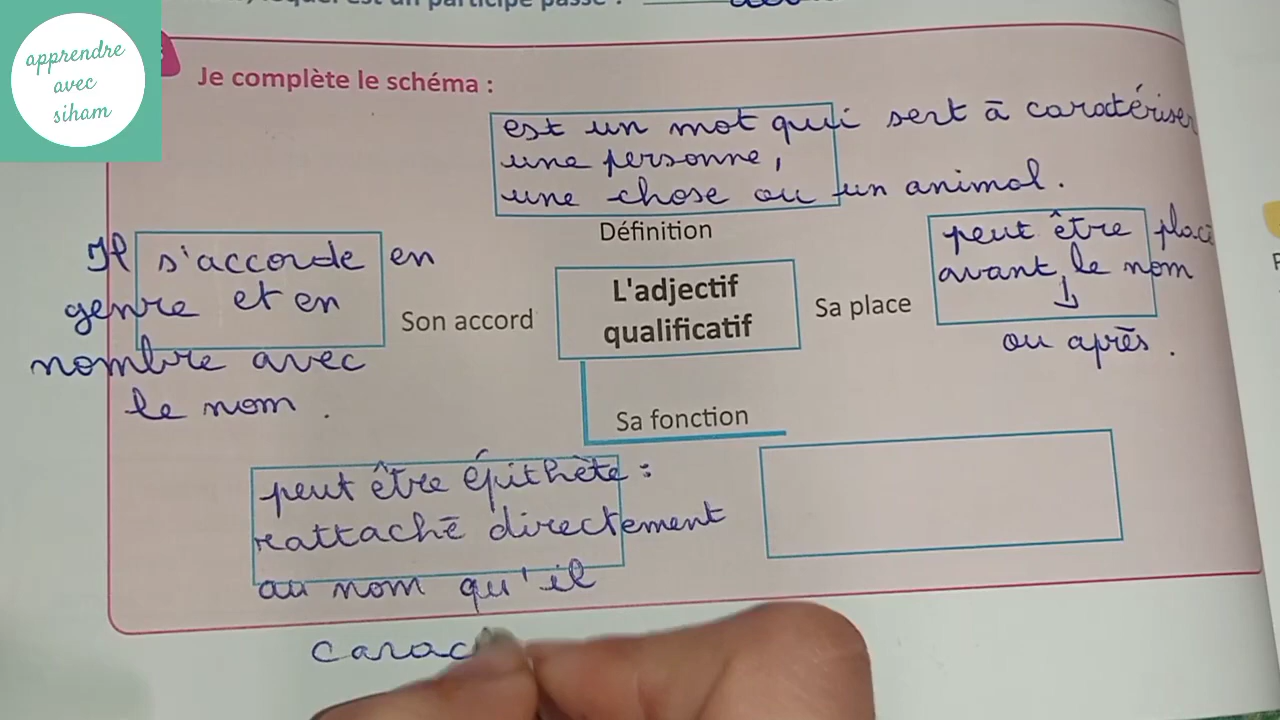 apprendre
avec
siham
Je complète le schéma :
est un mot qui sert à caractériser
une personne,
une chose ou un animal.
Définition
Il s'accorde en
genre et en
nombre avec
le nom.
Son accord
L'adjectif
qualificatif
Sa place
peut être
avant le nom
ou après.
Sa fonction
peut être épithète :
rattaché directement
au nom qu'il
carac